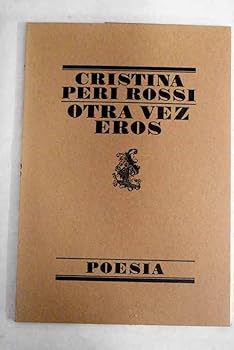 CRISTINA
PERI ROSSI
OTRA VEZ
EROS
POESIA